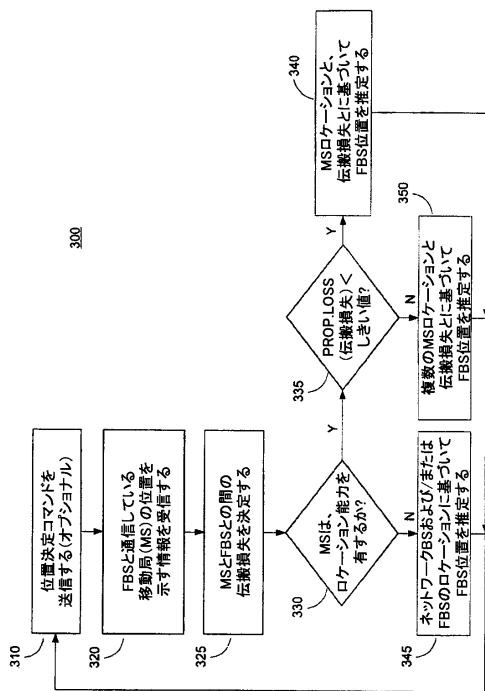 300
310
位置決定コマンドを
送信する(オプショナル)
320
FBSと通信している
移動局(MS)の位置を
示す情報を受信する
325
MSとFBSとの間の
伝搬損失を決定する
330
MSは、
ロケーション能力を
有するか?
Y
N
335
PROP.LOSS
(伝搬損失)<
しきい値?
Y
N
340
MSロケーションと、
伝搬損失とに基づいて
FBS位置を推定する
345
ネットワークBSおよび/または
FBSのロケーションに基づいて
FBS位置を推定する
350
複数のMSロケーションと
伝搬損失とに基づいて
FBS位置を推定する